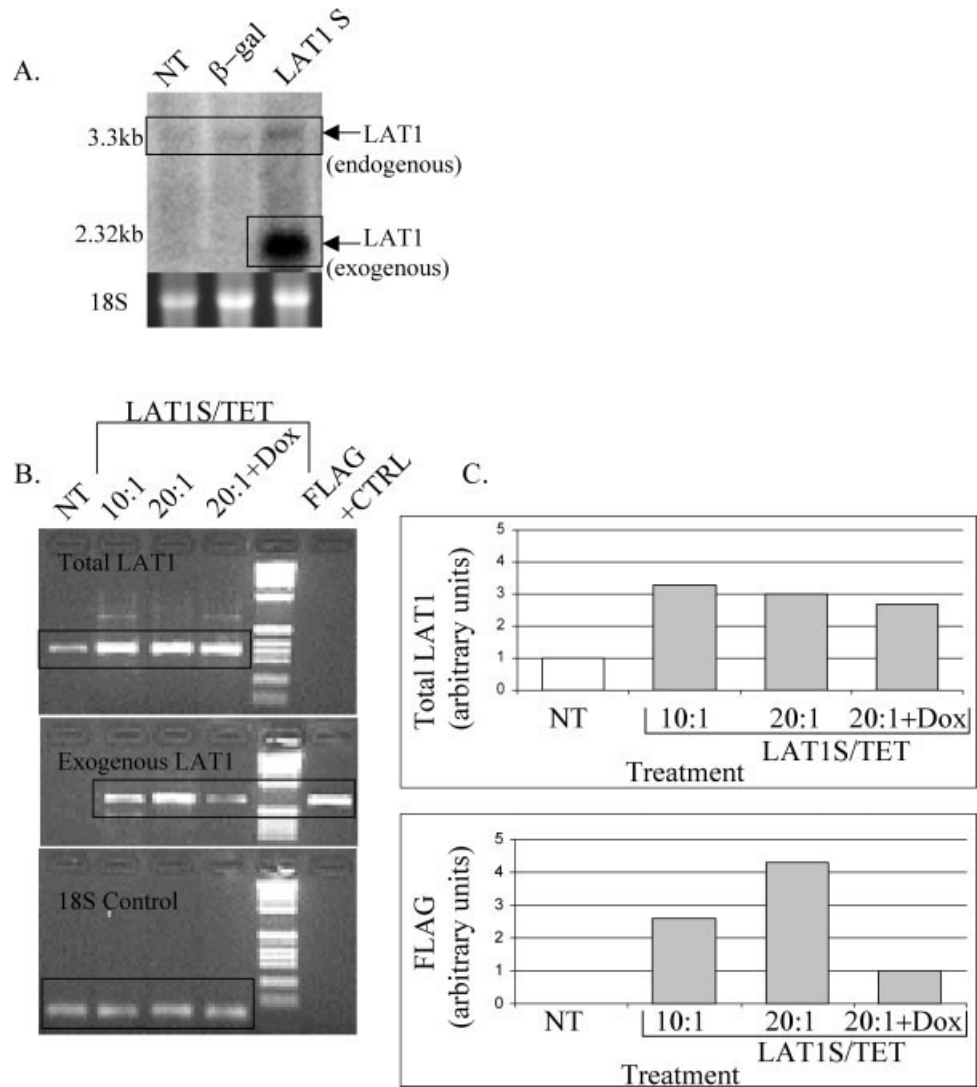 A.
NT
β-gal
LAT1 S
3.3kb
LAT1
(endogenous)
2.32kb
LAT1
(exogenous)
18S
B.
LAT1S/TET
NT
10:1
20:1
20:1+Dox
FLAG
+CTRL
Total LAT1
Exogenous LAT1
18S Control
C.
Total LAT1
(arbitrary units)
5
4
3
2
1
0
NT
10:1
20:1
20:1+Dox
LAT1S/TET
Treatment
FLAG
(arbitrary units)
5
4
3
2
1
0
NT
10:1
20:1
20:1+Dox
LAT1S/TET
Treatment